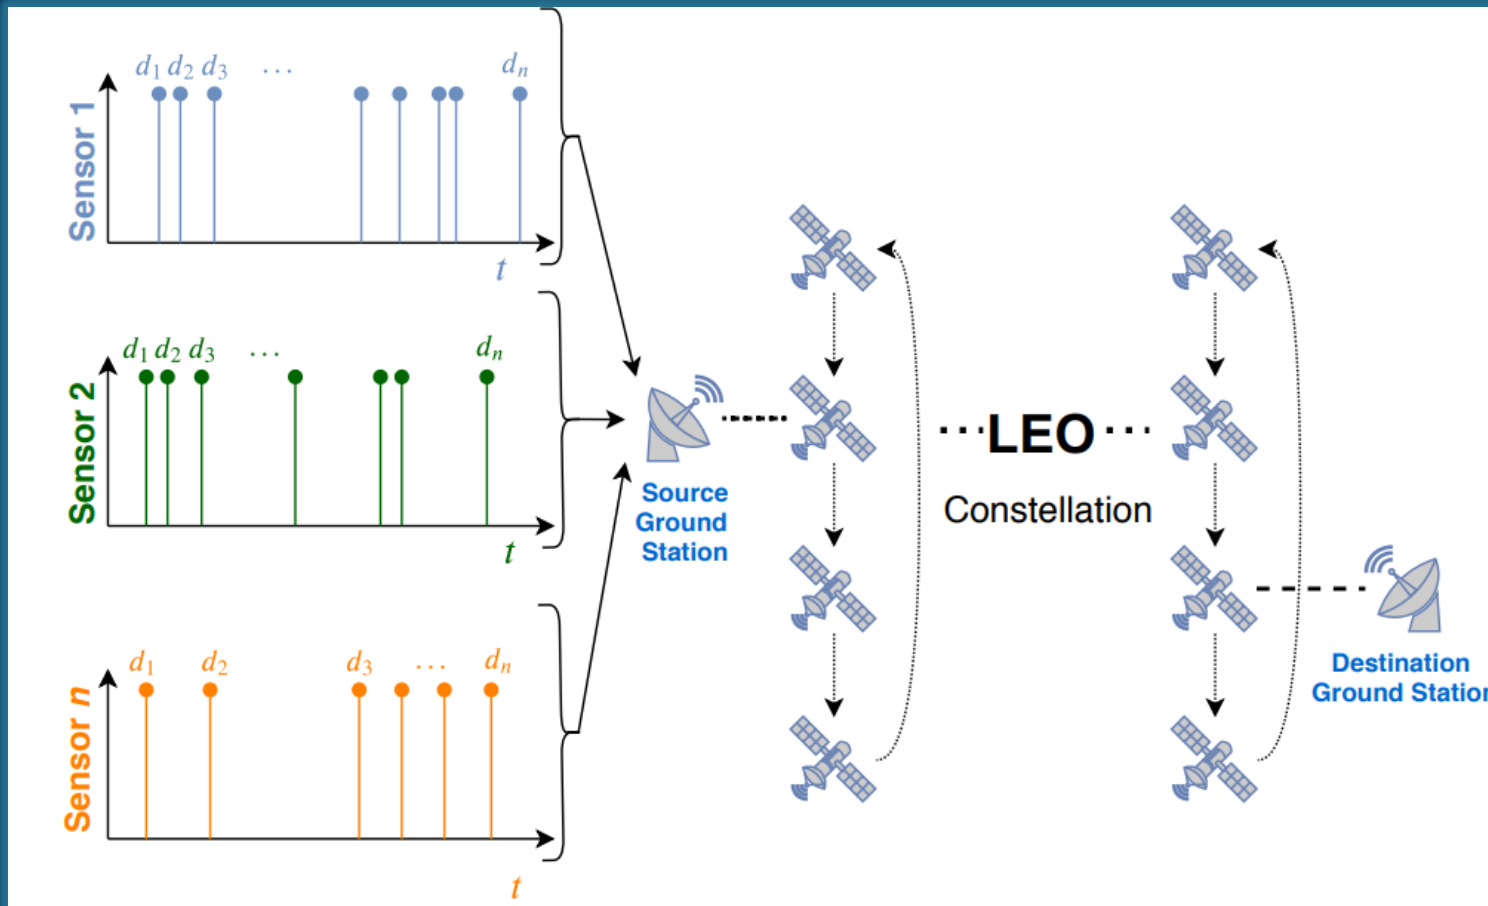 d1 d2 d3 ... dn
Sensor 1
t
d1 d2 d3 ... dn
Sensor 2
t
d1 d2 d3 ... dn
Sensor n
t
Source
Ground
Station
···LEO···
Constellation
Destination
Ground Station